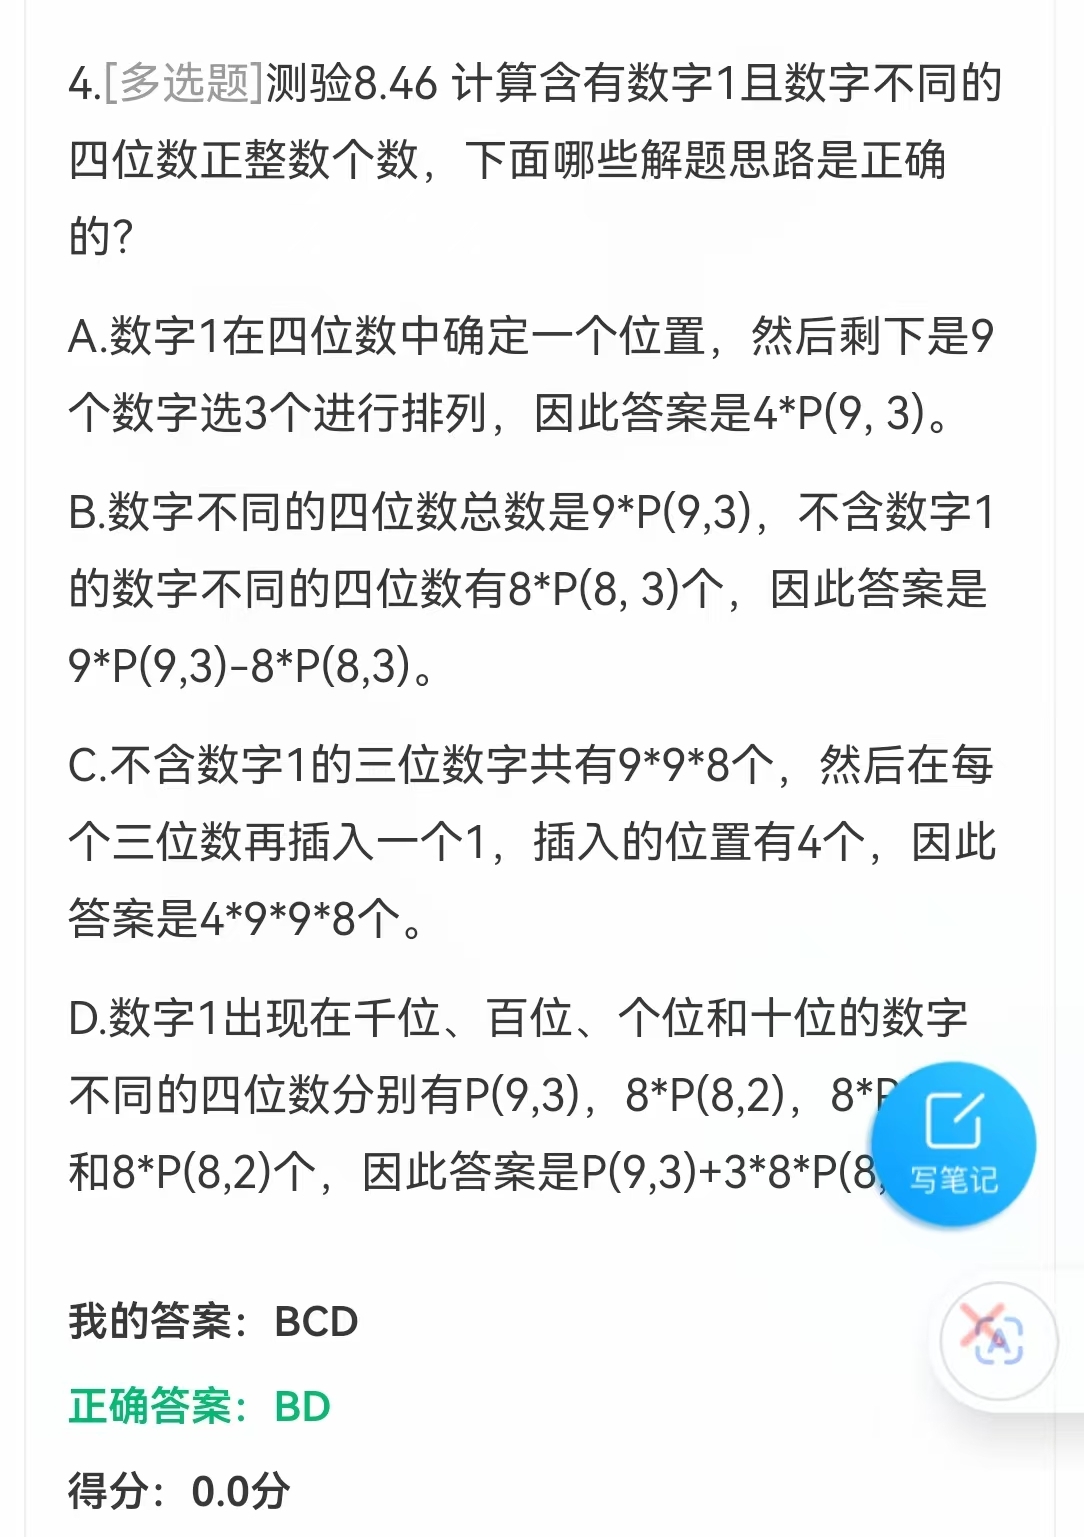 4.[多选题]测验8.46 计算含有数字1且数字不同的
四位数正整数个数，下面哪些解题思路是正确
的？
A.数字1在四位数中确定一个位置，然后剩下是9
个数字选3个进行排列，因此答案是4*P(9, 3)。
B.数字不同的四位数总数是9*P(9,3)，不含数字1
的数字不同的四位数有8*P(8, 3)个，因此答案是
9*P(9,3)-8*P(8,3)。
C.不含数字1的三位数字共有9*9*8个，然后在每
个三位数再插入一个1，插入的位置有4个，因此
答案是4*9*9*8个。
D.数字1出现在千位、百位、个位和十位的数字
不同的四位数分别有P(9,3)，8*P(8,2)，8*
和8*P(8,2)个，因此答案是P(9,3)+3*8*P(8,
写笔记
我的答案：BCD
正确答案：BD
得分：0.0分